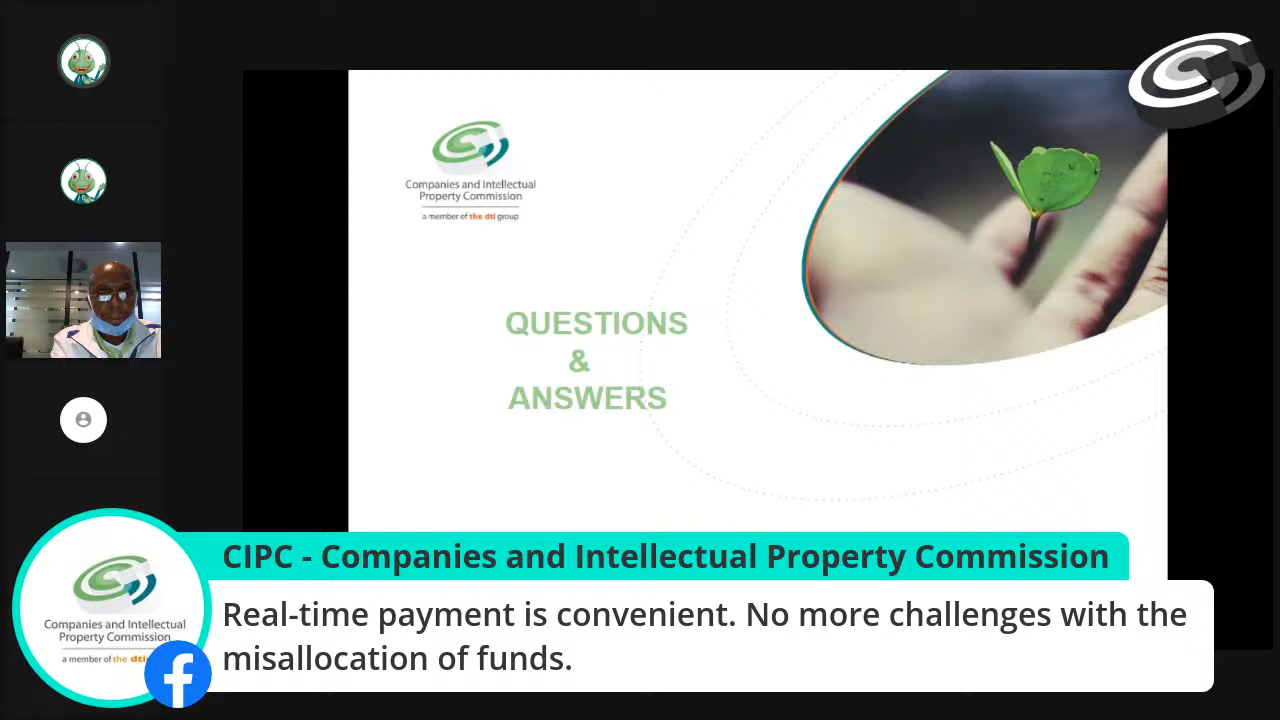 Companies and Intellectual
Property Commission
a member of the dti group
QUESTIONS
&
ANSWERS
CIPC - Companies and Intellectual Property Commission
Real-time payment is convenient. No more challenges with the
misallocation of funds.
Companies and Intellectual
Property Commission
a member of the dti